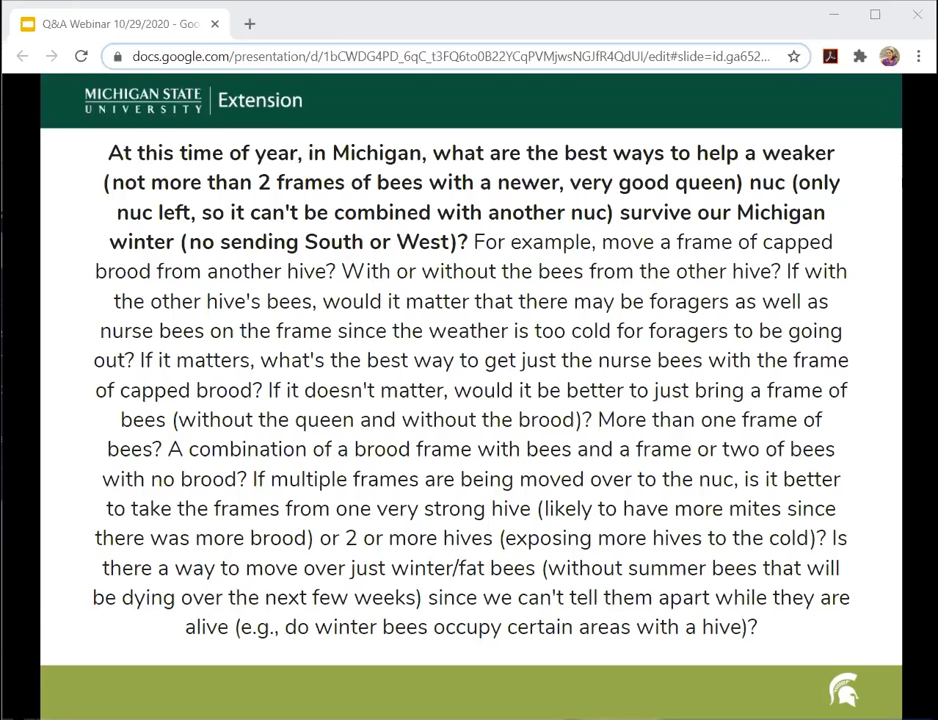 Q&A Webinar 10/29/2020 - Goo
docs.google.com/presentation/d/1bCWDG4PD_6qC_t3FQ6to0B22YCqPVMjwsNGJfR4QdUI/edit#slide=id.ga652...
MICHIGAN STATE
UNIVERSITY
Extension
At this time of year, in Michigan, what are the best ways to help a weaker
(not more than 2 frames of bees with a newer, very good queen) nuc (only
nuc left, so it can't be combined with another nuc) survive our Michigan
winter (no sending South or West)? For example, move a frame of capped
brood from another hive? With or without the bees from the other hive? If with
the other hive's bees, would it matter that there may be foragers as well as
nurse bees on the frame since the weather is too cold for foragers to be going
out? If it matters, what's the best way to get just the nurse bees with the frame
of capped brood? If it doesn't matter, would it be better to just bring a frame of
bees (without the queen and without the brood)? More than one frame of
bees? A combination of a brood frame with bees and a frame or two of bees
with no brood? If multiple frames are being moved over to the nuc, is it better
to take the frames from one very strong hive (likely to have more mites since
there was more brood) or 2 or more hives (exposing more hives to the cold)? Is
there a way to move over just winter/fat bees (without summer bees that will
be dying over the next few weeks) since we can't tell them apart while they are
alive (e.g., do winter bees occupy certain areas with a hive)?